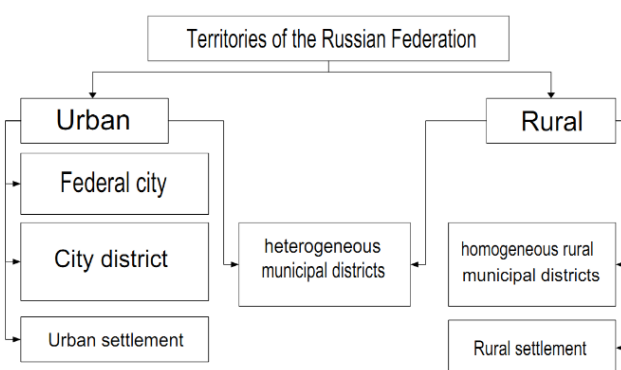 Territories of the Russian Federation
Urban
Rural
Federal city
City district
Urban settlement
heterogeneous
municipal districts
homogeneous rural
municipal districts
Rural settlement